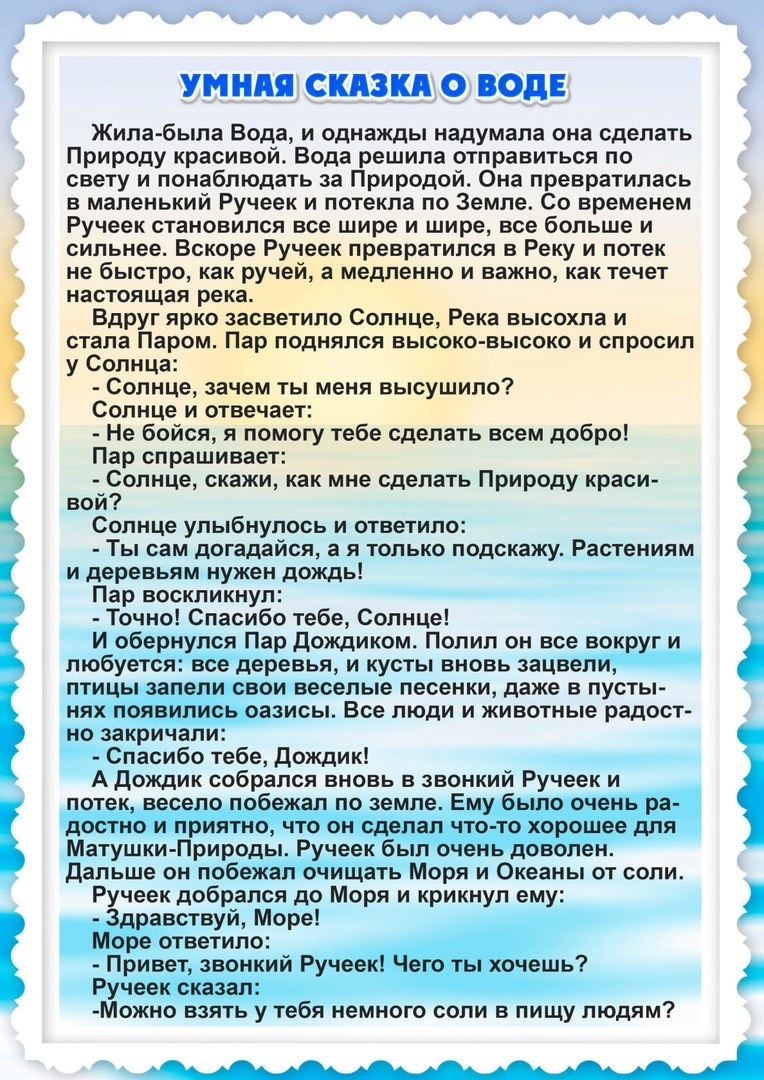 УМНАЯ СКАЗКА О ВОДЕ
Жила-была Вода, и однажды надумала она сделать
Природу красивой. Вода решила отправиться по
свету и понаблюдать за Природой. Она превратилась
в маленький Ручеек и потекла по Земле. Со временем
Ручеек становился все шире и шире, все больше и
сильнее. Вскоре Ручеек превратился в Реку и потек
не быстро, как ручей, а медленно и важно, как течет
настоящая река.
Вдруг ярко засветило Солнце, Река высохла и
стала Паром. Пар поднялся высоко-высоко и спросил
у Солнца:
- Солнце, зачем ты меня высушило?
Солнце и отвечает:
- Не бойся, я помогу тебе сделать всем добро!
Пар спрашивает:
- Солнце, скажи, как мне сделать Природу краси-
вой?
Солнце улыбнулось и ответило:
- Ты сам догадайся, а я только подскажу. Растениям
и деревьям нужен дождь!
Пар воскликнул:
- Точно! Спасибо тебе, Солнце!
И обернулся Пар Дождиком. Полил он все вокруг и
любуется: все деревья, и кусты вновь зацвели,
птицы запели свои веселые песенки, даже в пусты-
нях появились оазисы. Все люди и животные радост-
но закричали:
- Спасибо тебе, Дождик!
А Дождик собрался вновь в звонкий Ручеек и
потек, весело побежал по земле. Ему было очень ра-
достно и приятно, что он сделал что-то хорошее для
Матушки-Природы. Ручеек был очень доволен.
Дальше он побежал очищать Моря и Океаны от соли.
Ручеек добрался до Моря и крикнул ему:
- Здравствуй, Море!
Море ответило:
- Привет, звонкий Ручеек! Чего ты хочешь?
Ручеек сказал:
-Можно взять у тебя немного соли в пищу людям?